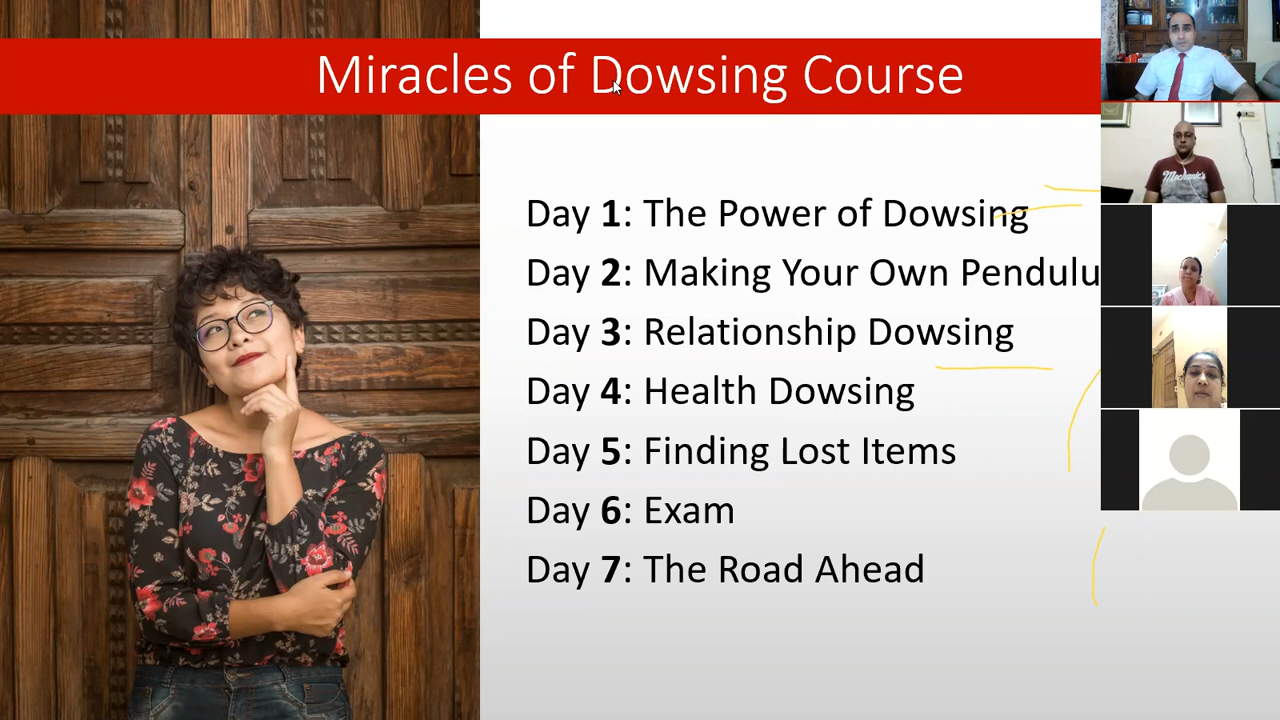 Miracles of Dowsing Course
Day 1: The Power of Dowsing
Day 2: Making Your Own Pendulu
Day 3: Relationship Dowsing
Day 4: Health Dowsing
Day 5: Finding Lost Items
Day 6: Exam
Day 7: The Road Ahead